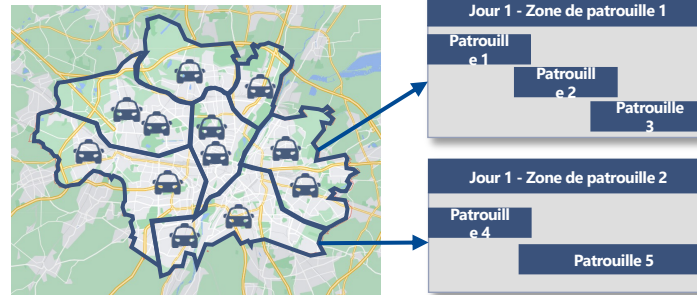 Jour 1 - Zone de patrouille 1
Patrouill
e 1
Patrouill
e 2
Patrouille
3
Jour 1 - Zone de patrouille 2
Patrouill
e 4
Patrouille 5